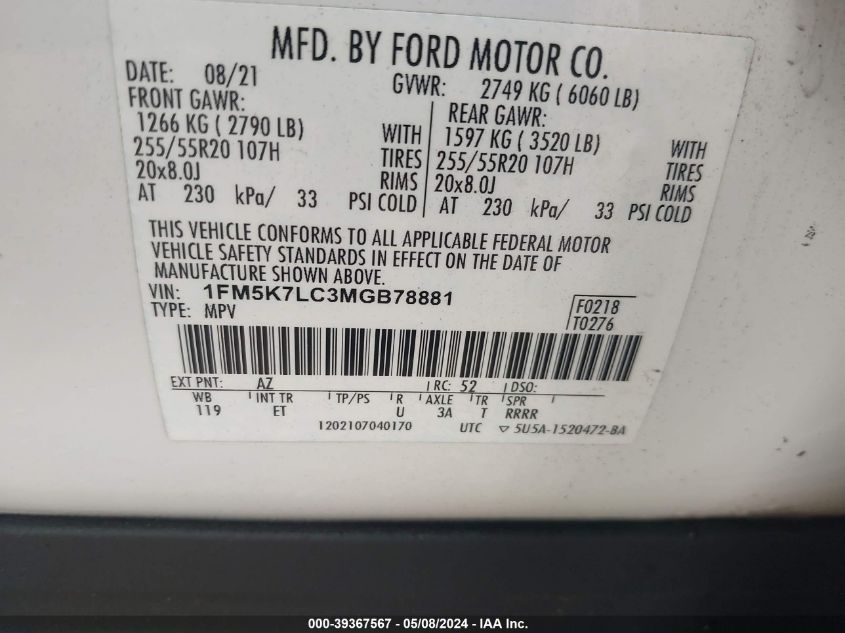 MFD. BY FORD MOTOR CO.
DATE: 08/21 GVWR: 2749 KG ( 6060 LB)
FRONT GAWR: REAR GAWR:
1266 KG ( 2790 LB) WITH 1597 KG ( 3520 LB) WITH
255/55R20 107H TIRES 255/55R20 107H TIRES
20x8.0J RIMS 20x8.0J RIMS
AT 230 kPa/ 33 PSI COLD AT 230 kPa/ 33 PSI COLD
THIS VEHICLE CONFORMS TO ALL APPLICABLE FEDERAL MOTOR
VEHICLE SAFETY STANDARDS IN EFFECT ON THE DATE OF
MANUFACTURE SHOWN ABOVE.
VIN: 1FM5K7LC3MGB78881 F0218
TYPE: MPV T0276
EXT PNT: AZ RC: 52 DSO:
WB INT TR TP/PS R AXLE TR SPR
119 ET U 3A T RRRR
1202107040170 UTC ▽ 5U5A-1520472-BA
000-39367567 - 05/08/2024 - IAA Inc.